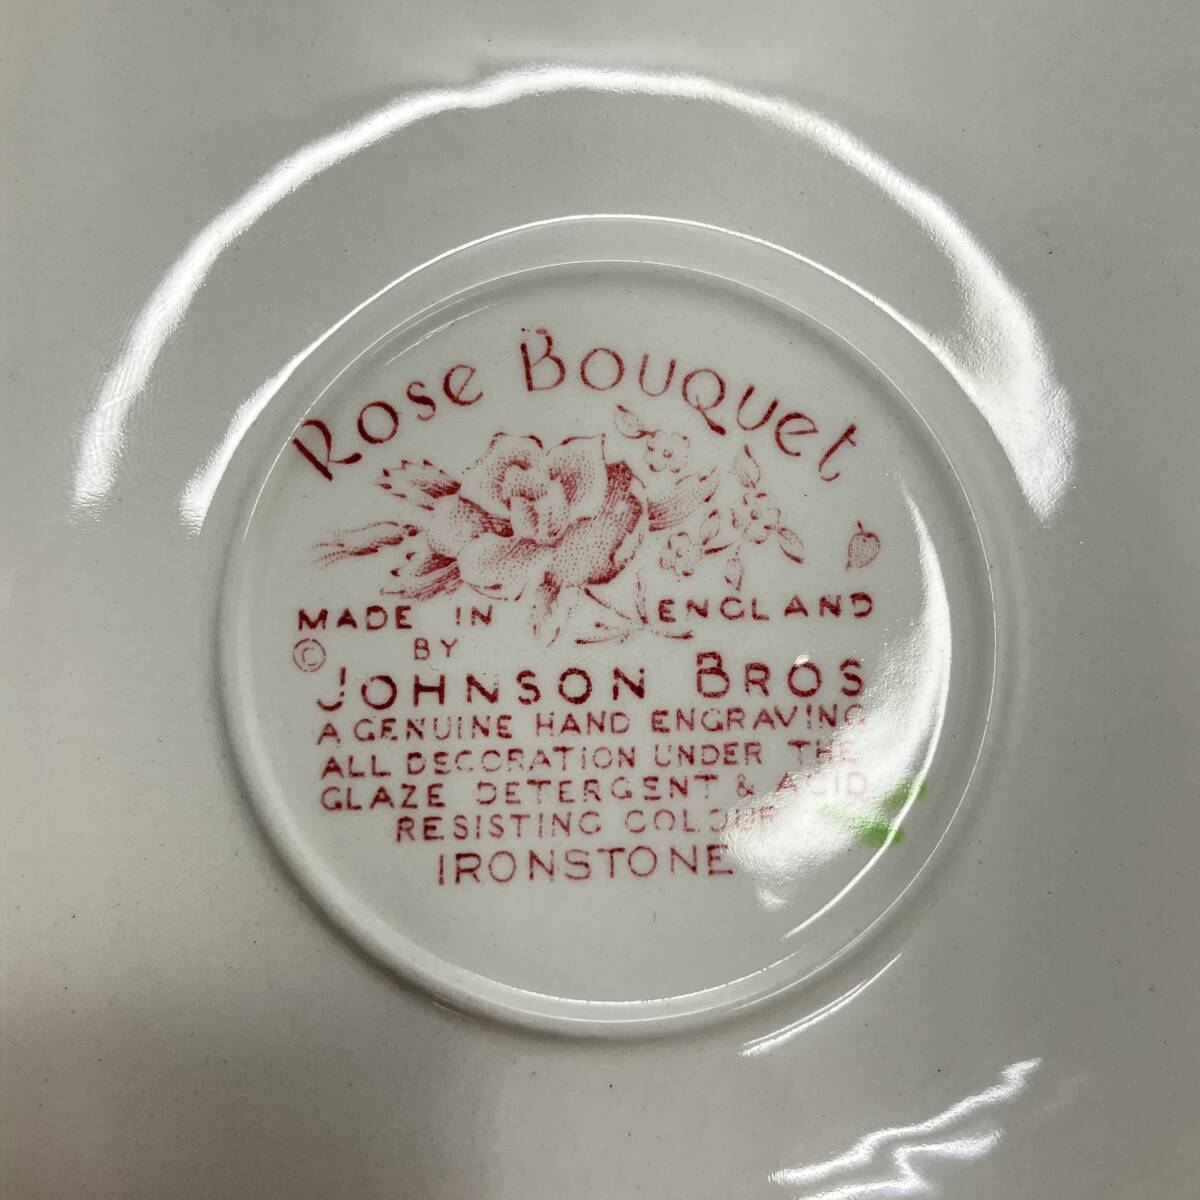 Rose Bouquet
MADE IN ENGLAND
© BY
JOHNSON BROS
A GENUINE HAND ENGRAVING
ALL DECORATION UNDER THE
GLAZE DETERGENT & ACID
RESISTING COLOUR
IRONSTONE